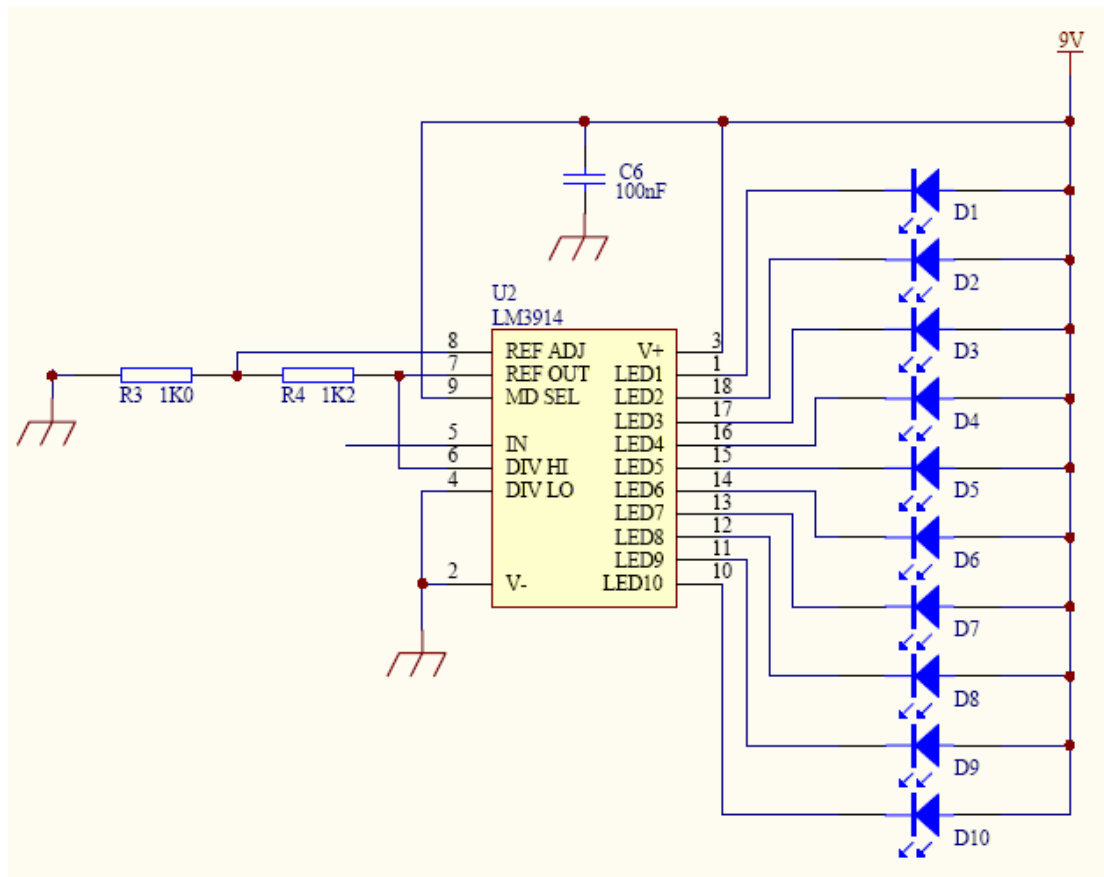 9V
C6
100nF
D1
D2
U2
LM3914
D3
8 REF ADJ V+ 3
7 REF OUT LED1 1
R3 1K0 R4 1K2
9 MD SEL LED2 18
LED3 17
D4
5 IN LED4 16
6 DIV HI LED5 15
4 DIV LO LED6 14
D5
LED7 13
LED8 12
D6
LED9 11
2 V- LED10 10
D7
D8
D9
D10